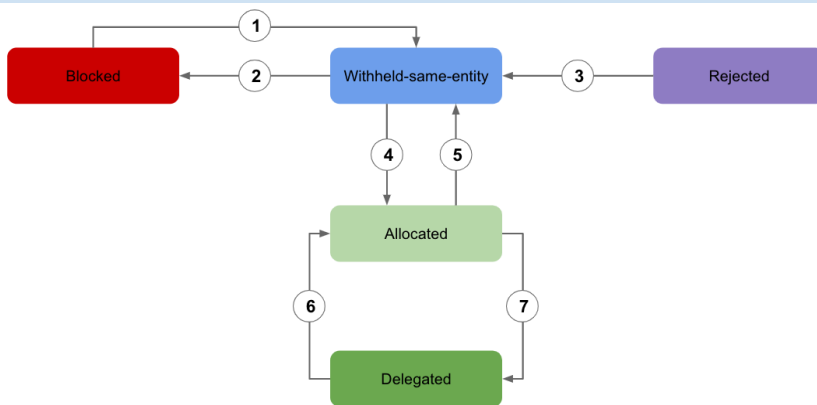 1
Blocked
2
Withheld-same-entity
3
Rejected
4
5
Allocated
6
7
Delegated